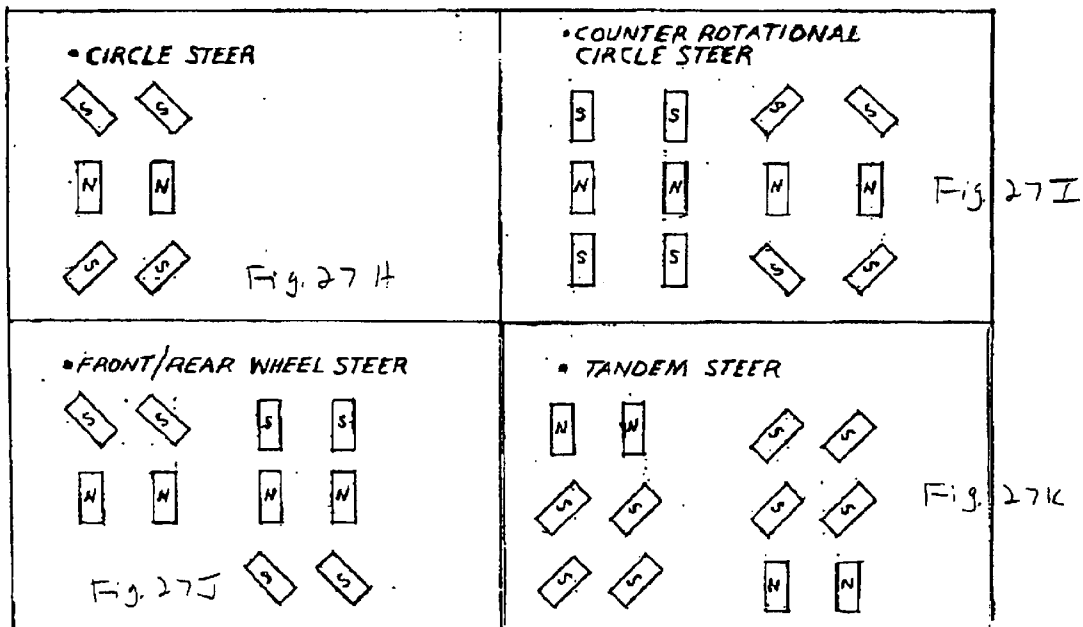 • CIRCLE STEER
S S
N N
S S
Fig. 27 H
• COUNTER ROTATIONAL
CIRCLE STEER
S S S S
N N N N
S S S S
Fig. 27 I
• FRONT/REAR WHEEL STEER
S S S S
N N N N
S S
Fig. 27 J
• TANDEM STEER
N N S S
S S S S
S S N N
Fig. 27 K